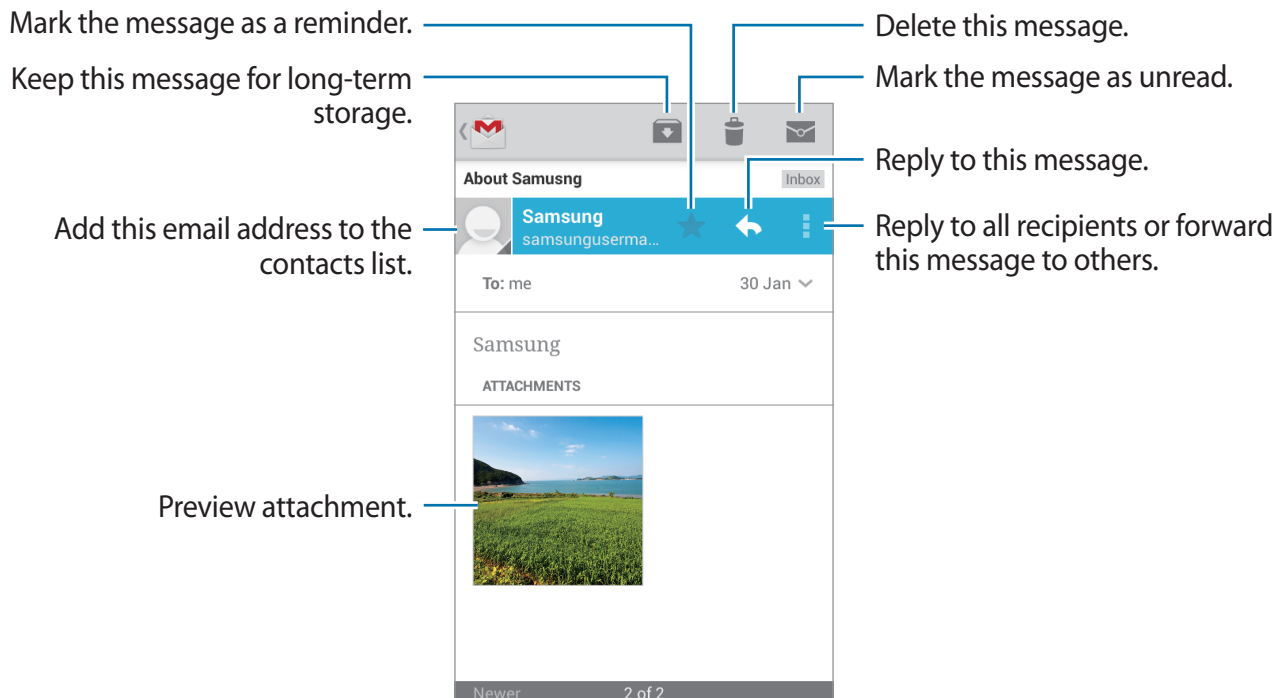 Mark the message as a reminder.
Keep this message for long-term
storage.
Add this email address to the
contacts list.
Preview attachment.
Delete this message.
Mark the message as unread.
Reply to this message.
Reply to all recipients or forward
this message to others.
About Samusng
Inbox
Samsung
samsunguserma...
To: me
30 Jan
Samsung
ATTACHMENTS
Newer
2 of 2